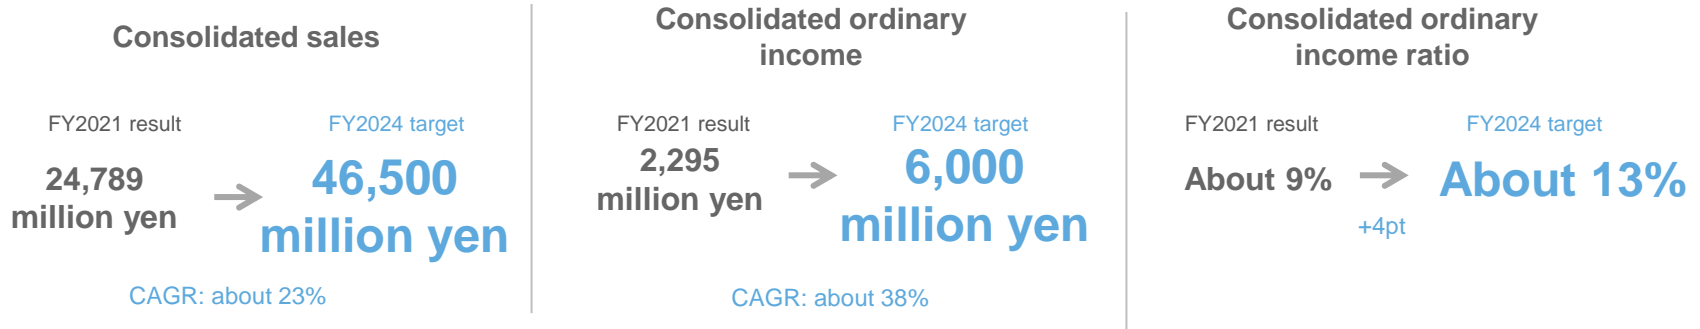 Consolidated sales
FY2021 result
FY2024 target
24,789
million yen
46,500
million yen
CAGR: about 23%
Consolidated ordinary
income
FY2021 result
FY2024 target
2,295
million yen
6,000
million yen
CAGR: about 38%
Consolidated ordinary
income ratio
FY2021 result
FY2024 target
About 9%
About 13%
+4pt